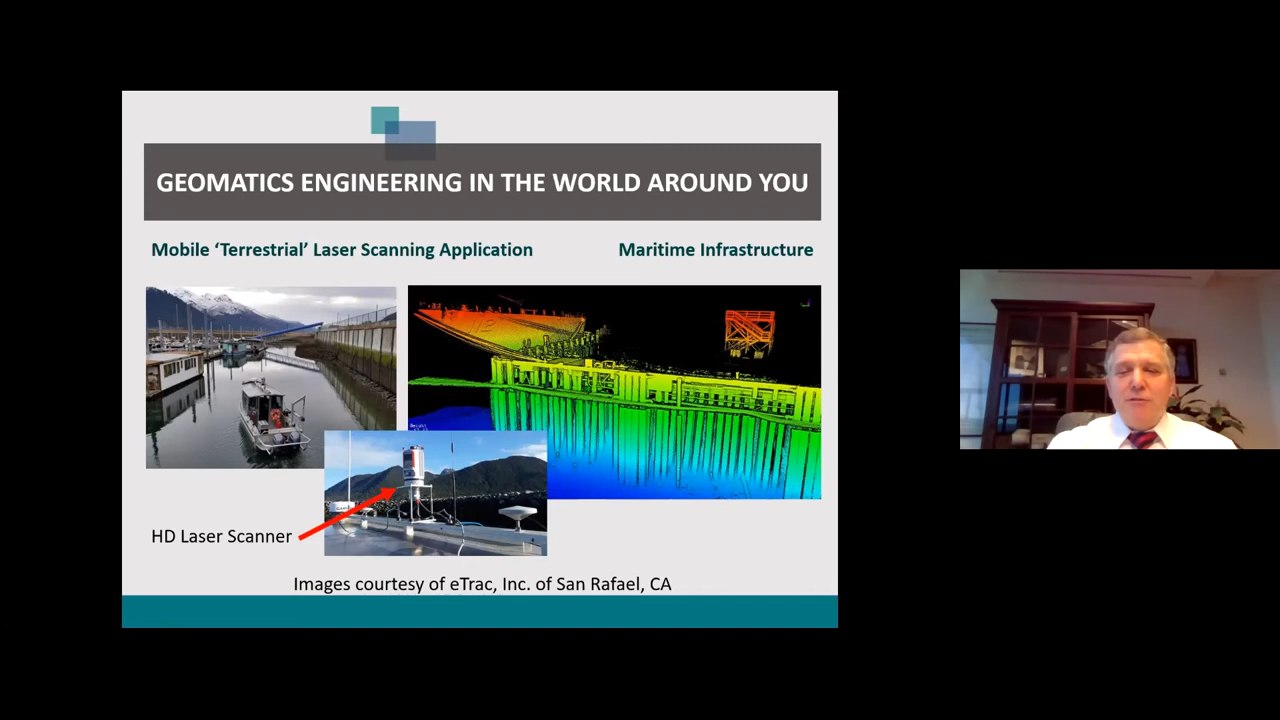 GEOMATICS ENGINEERING IN THE WORLD AROUND YOU
Mobile ‘Terrestrial’ Laser Scanning Application
Maritime Infrastructure
HD Laser Scanner
Images courtesy of eTrac, Inc. of San Rafael, CA